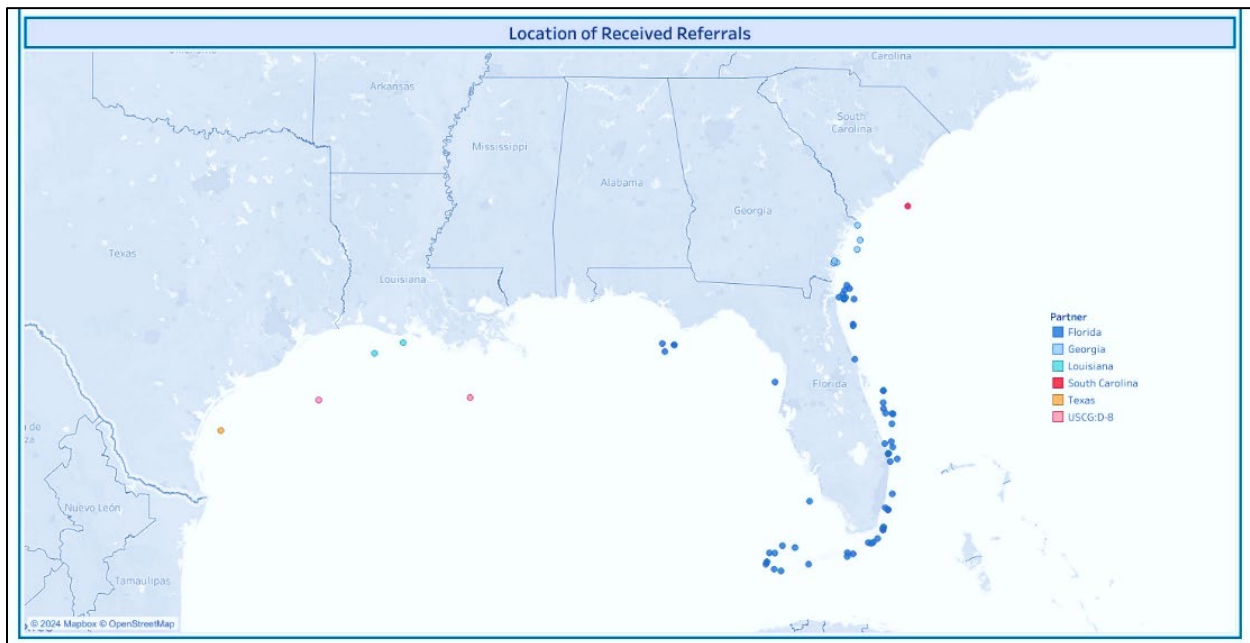 Location of Received Referrals
Oklahoma
Carolina
Arkansas
South
Carolina
Mississippi
Alabama
Georgia
Texas
Louisiana
Partner
Florida
Georgia
Louisiana
South Carolina
Texas
USCG:D-8
Florida
Nuevo León
Tamaulipas
© 2024 Mapbox © OpenStreetMap